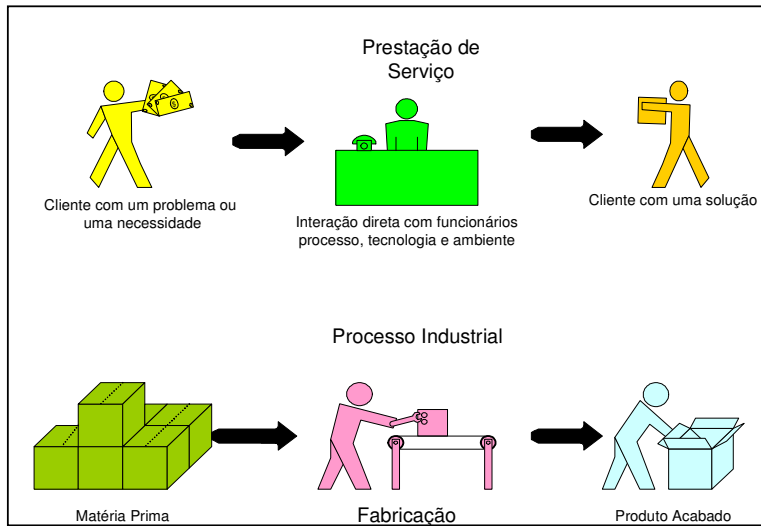 Prestação de
Serviço
Cliente com um problema ou
uma necessidade
Interação direta com funcionários
processo, tecnologia e ambiente
Cliente com uma solução
Processo Industrial
Matéria Prima
Fabricação
Produto Acabado